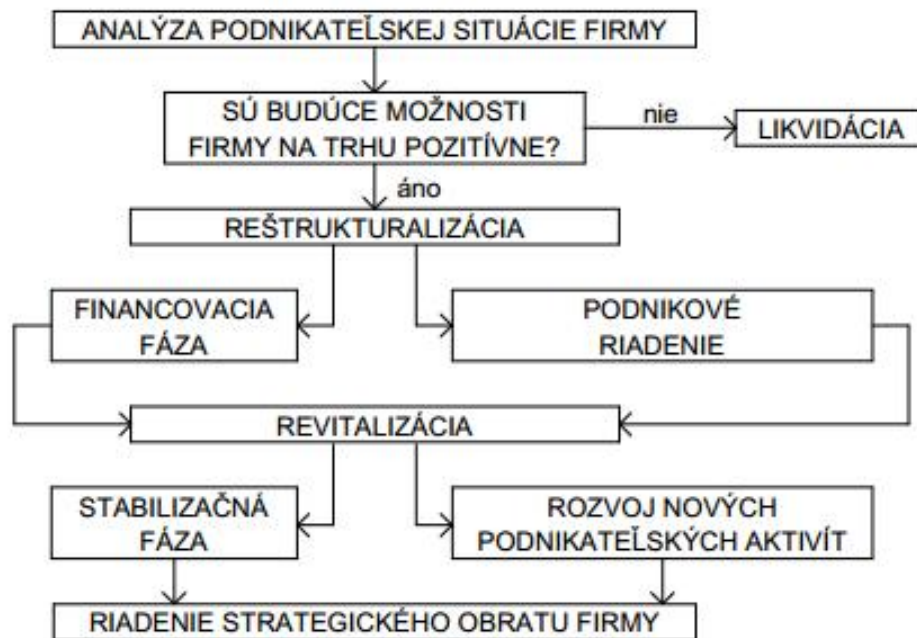 ANALÝZA PODNIKATEĽSKEJ SITUÁCIE FIRMY
SÚ BUDÚCE MOŽNOSTI
FIRMY NA TRHU POZITÍVNE?
nie
LIKVIDÁCIA
áno
REŠTRUKTURALIZÁCIA
FINANCOVACIA
FÁZA
PODNIKOVÉ
RIADENIE
REVITALIZÁCIA
STABILIZAČNÁ
FÁZA
ROZVOJ NOVÝCH
PODNIKATEĽSKÝCH AKTIVÍT
RIADENIE STRATEGICKÉHO OBRATU FIRMY